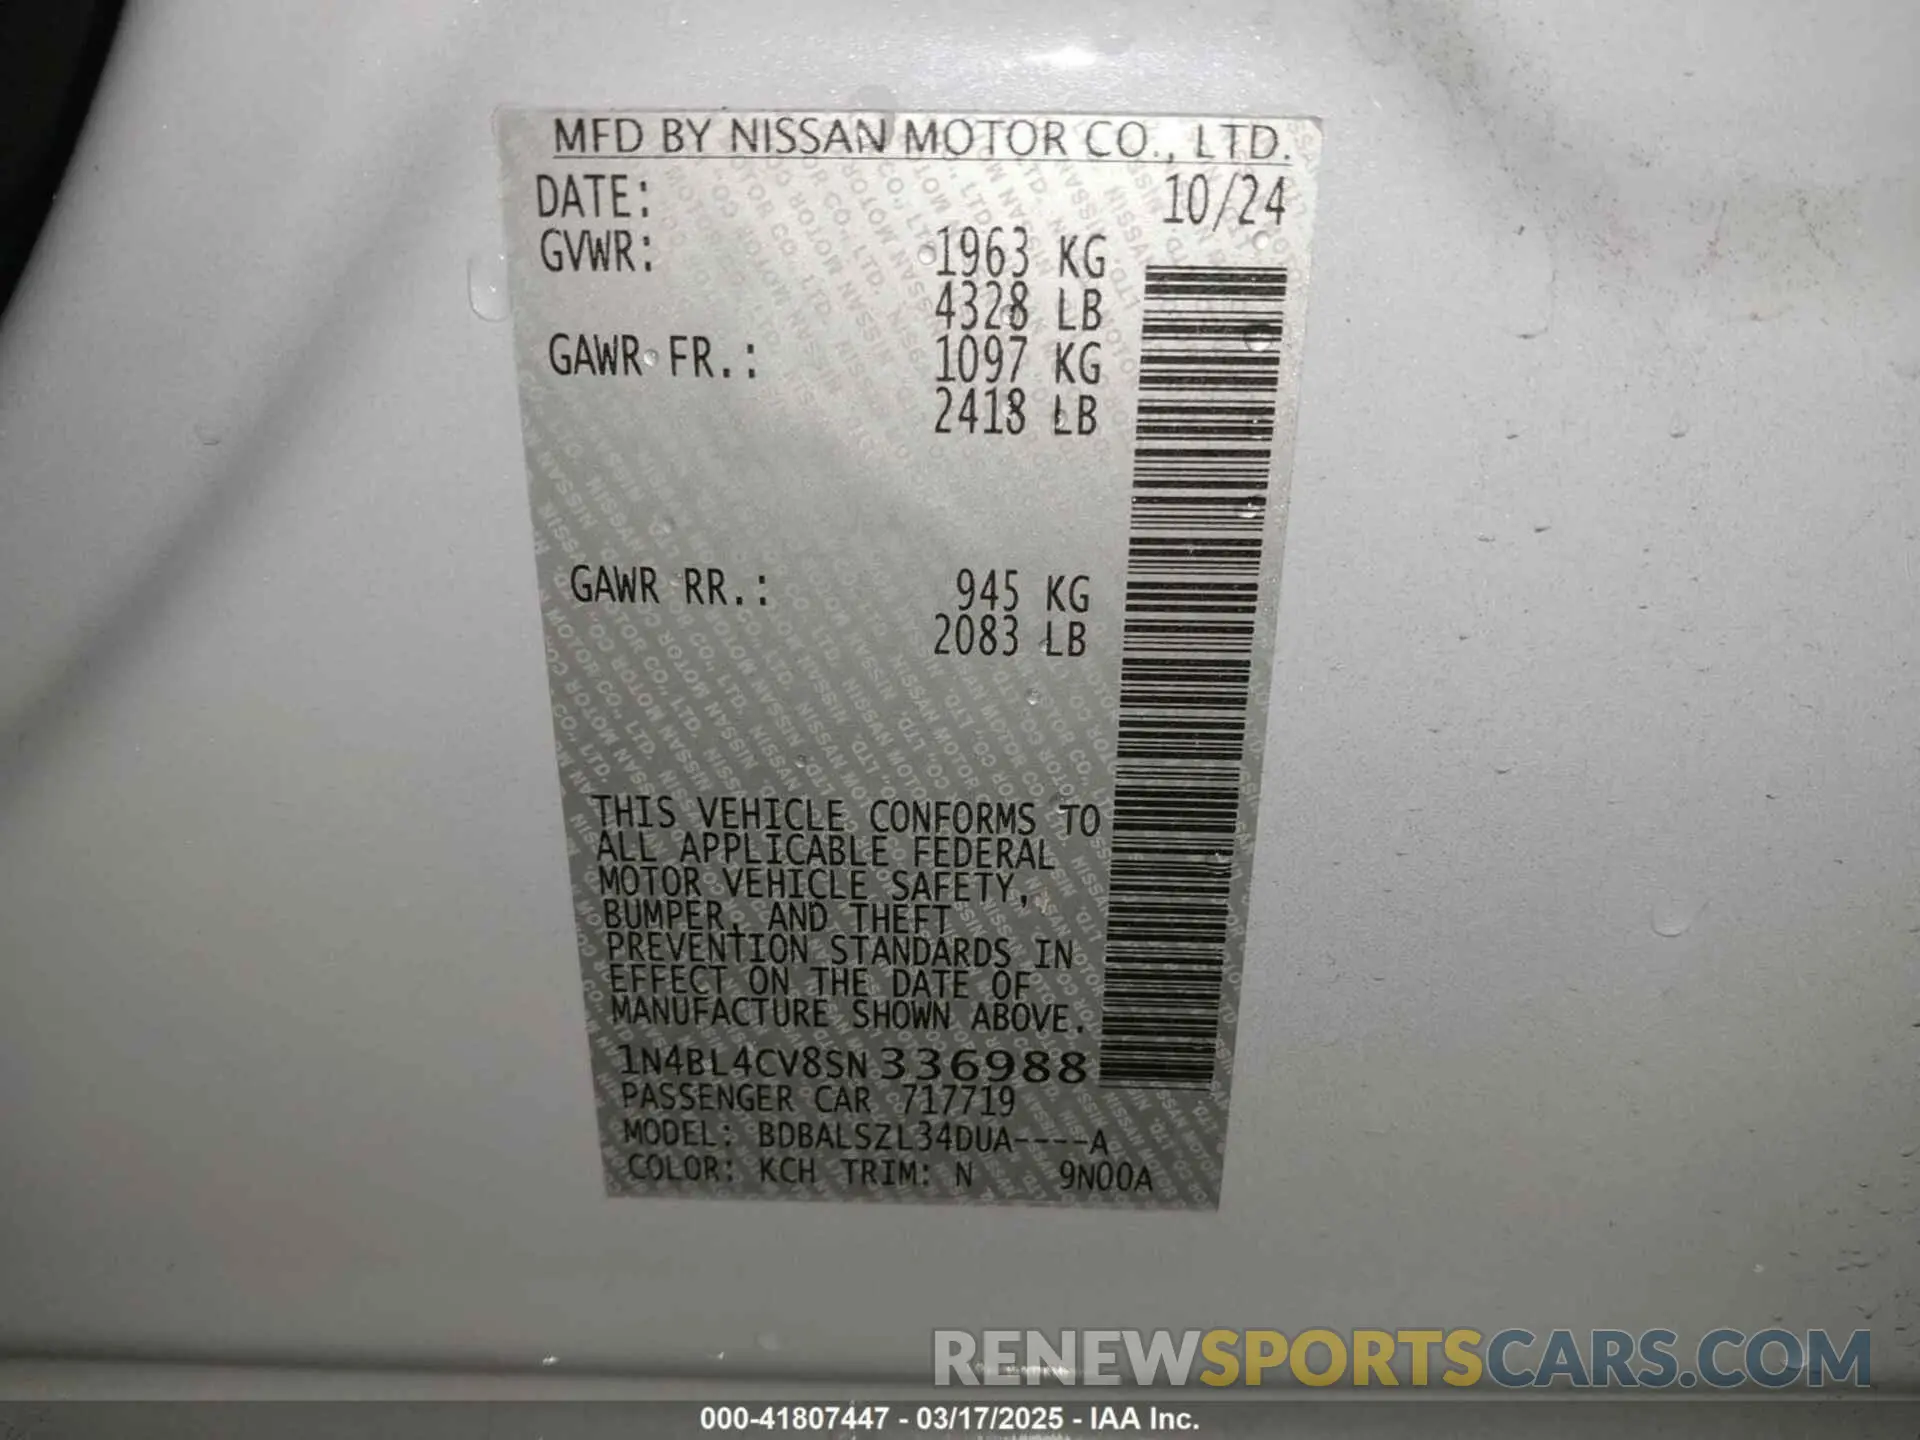 MFD BY NISSAN MOTOR CO., LTD.
DATE: 10/24
GVWR: 1963 KG
4328 LB
GAWR FR.: 1097 KG
2418 LB
GAWR RR.: 945 KG
2083 LB
THIS VEHICLE CONFORMS TO
ALL APPLICABLE FEDERAL
MOTOR VEHICLE SAFETY,
BUMPER, AND THEFT
PREVENTION STANDARDS IN
EFFECT ON THE DATE OF
MANUFACTURE SHOWN ABOVE.
1N4BL4CV8SN336988
PASSENGER CAR 717719
MODEL: BDBALSZL34DUA----A
COLOR: KCH TRIM: N 9N00A
RENEWSPORTSCARS.COM
000-41807447 - 03/17/2025 - IAA Inc.